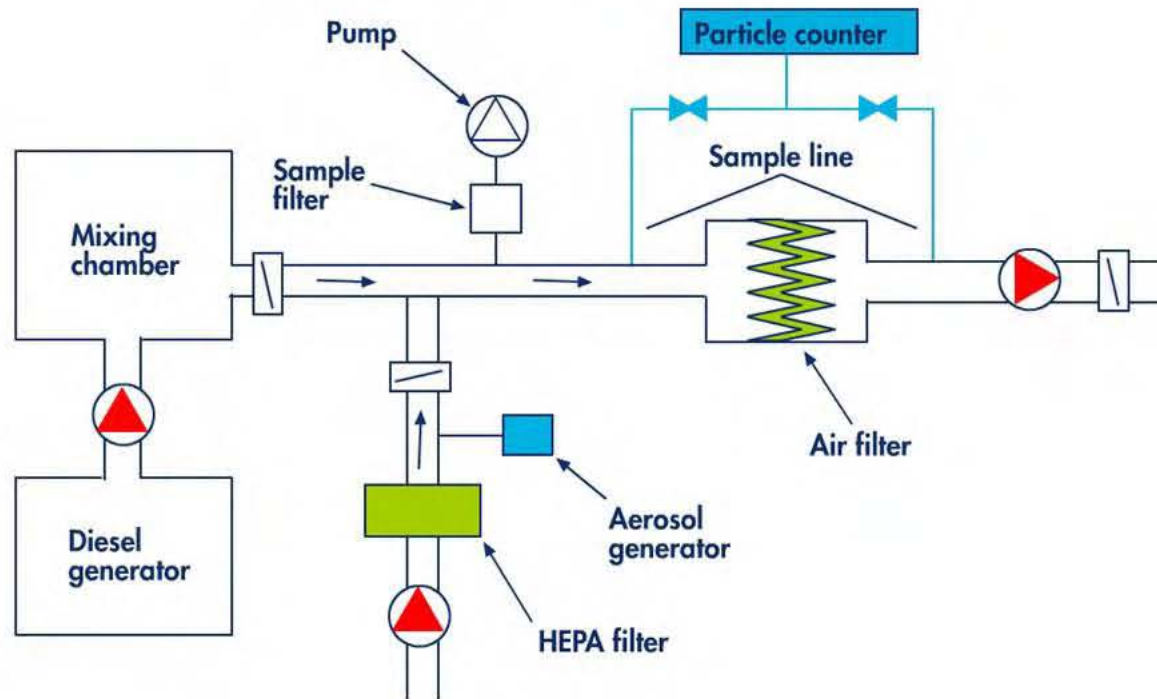 Pump
Particle counter
Sample
filter
Sample line
Mixing
chamber
Air filter
Diesel
generator
Aerosol
generator
HEPA filter